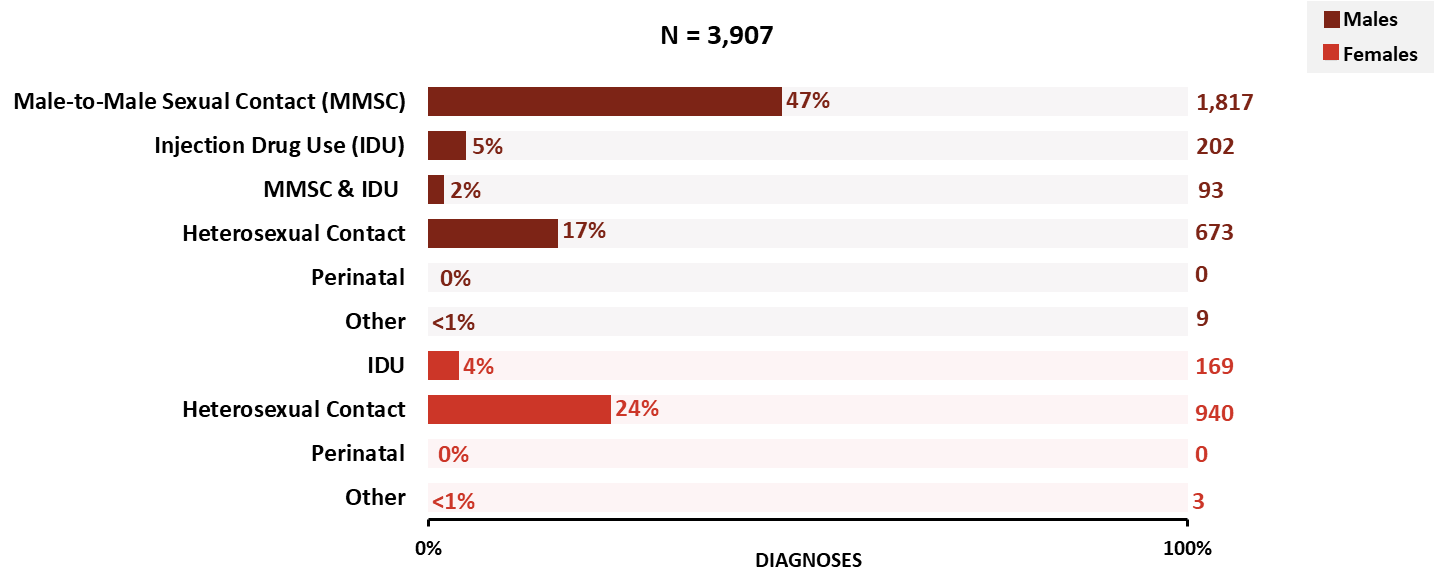 N = 3,907
Males
Females
Male-to-Male Sexual Contact (MMSC) 47% 1,817
Injection Drug Use (IDU) 5% 202
MMSC & IDU 2% 93
Heterosexual Contact 17% 673
Perinatal 0% 0
Other <1% 9
IDU 4% 169
Heterosexual Contact 24% 940
Perinatal 0% 0
Other <1% 3
0% 100%
DIAGNOSES